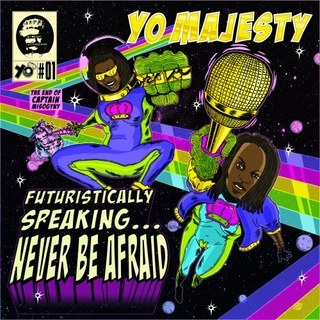 YO MAJESTY
YO #01
THE END OF
CAPTAIN
MISOGYNY
FUTURISTICALLY
SPEAKING...
NEVER BE AFRAID